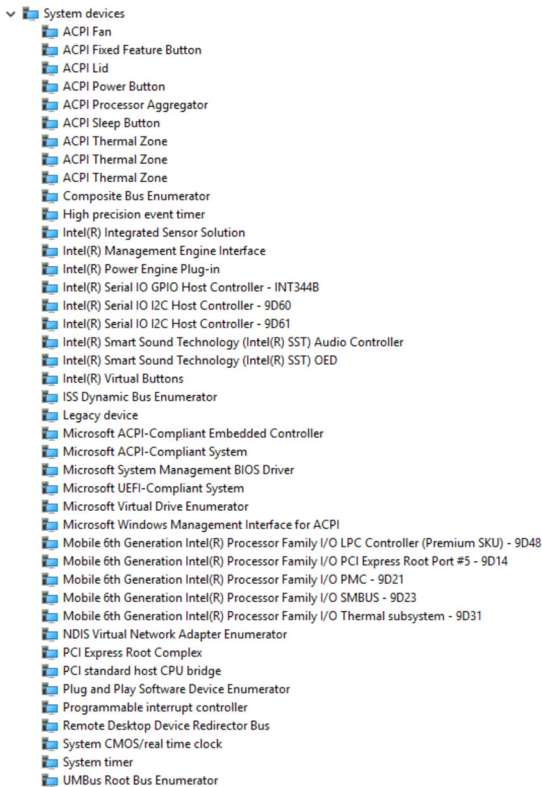 System devices
ACPI Fan
ACPI Fixed Feature Button
ACPI Lid
ACPI Power Button
ACPI Processor Aggregator
ACPI Sleep Button
ACPI Thermal Zone
ACPI Thermal Zone
ACPI Thermal Zone
Composite Bus Enumerator
High precision event timer
Intel(R) Integrated Sensor Solution
Intel(R) Management Engine Interface
Intel(R) Power Engine Plug-in
Intel(R) Serial IO GPIO Host Controller - INT344B
Intel(R) Serial IO I2C Host Controller - 9D60
Intel(R) Serial IO I2C Host Controller - 9D61
Intel(R) Smart Sound Technology (Intel(R) SST) Audio Controller
Intel(R) Smart Sound Technology (Intel(R) SST) OED
Intel(R) Virtual Buttons
ISS Dynamic Bus Enumerator
Legacy device
Microsoft ACPI-Compliant Embedded Controller
Microsoft ACPI-Compliant System
Microsoft System Management BIOS Driver
Microsoft UEFI-Compliant System
Microsoft Virtual Drive Enumerator
Microsoft Windows Management Interface for ACPI
Mobile 6th Generation Intel(R) Processor Family I/O LPC Controller (Premium SKU) - 9D48
Mobile 6th Generation Intel(R) Processor Family I/O PCI Express Root Port #5 - 9D14
Mobile 6th Generation Intel(R) Processor Family I/O PMC - 9D21
Mobile 6th Generation Intel(R) Processor Family I/O SMBUS - 9D23
Mobile 6th Generation Intel(R) Processor Family I/O Thermal subsystem - 9D31
NDIS Virtual Network Adapter Enumerator
PCI Express Root Complex
PCI standard host CPU bridge
Plug and Play Software Device Enumerator
Programmable interrupt controller
Remote Desktop Device Redirector Bus
System CMOS/real time clock
System timer
UMBus Root Bus Enumerator